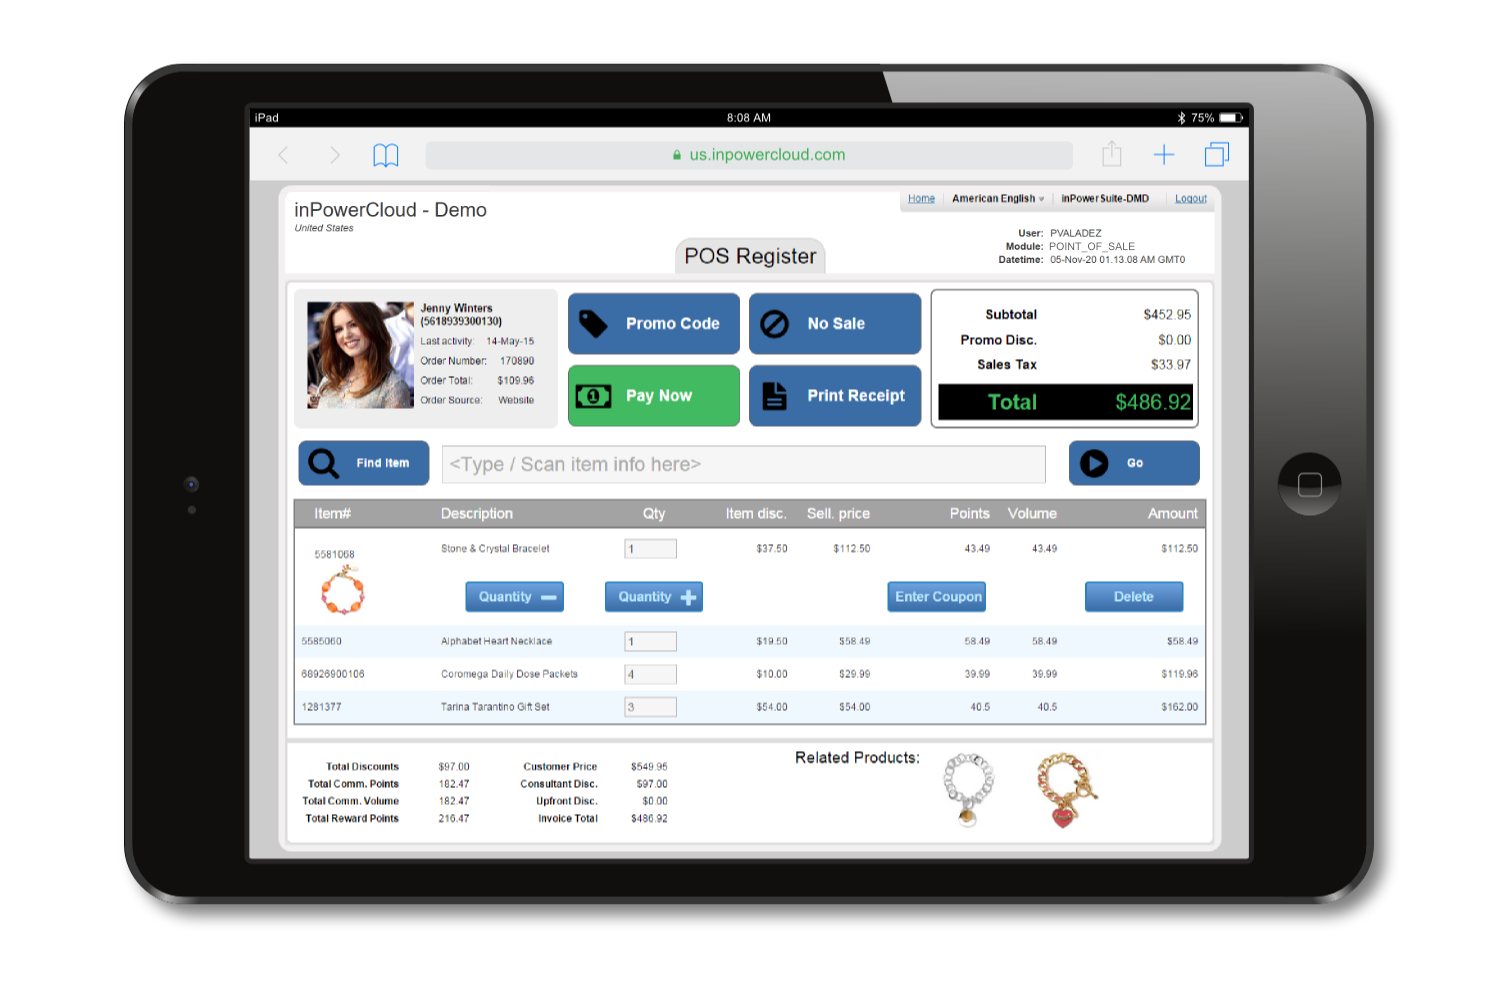 iPad 8:08 AM 75%
us.inpowercloud.com
Home American English inPowerSuite-DMD Logout
inPowerCloud - Demo
United States
User: PVALADEZ
Module: POINT_OF_SALE
Datetime: 05-Nov-20 01.13.08 AM GMT0
POS Register
Jenny Winters
(5618939300130)
Last activity: 14-May-15
Order Number: 170890
Order Total: $109.96
Order Source: Website
Promo Code
No Sale
Pay Now
1
Print Receipt
Subtotal $452.95
Promo Disc. $0.00
Sales Tax $33.97
Total $486.92
Find Item <Type / Scan item info here> Go
Item# Description Qty Item disc. Sell. price Points Volume Amount
5581068 Stone & Crystal Bracelet 1 $37.50 $112.50 43.49 43.49 $112.50
Quantity Quantity Enter Coupon Delete
5585060 Alphabet Heart Necklace 1 $19.50 $58.49 58.49 58.49 $58.49
68926900106 Coromega Daily Dose Packets 4 $10.00 $29.99 39.99 39.99 $119.96
1281377 Tarina Tarantino Gift Set 3 $54.00 $54.00 40.5 40.5 $162.00
Total Discounts $97.00 Customer Price $549.95
Total Comm. Points 182.47 Consultant Disc. $97.00
Total Comm. Volume 182.47 Upfront Disc. $0.00
Total Reward Points 216.47 Invoice Total $486.92
Related Products: